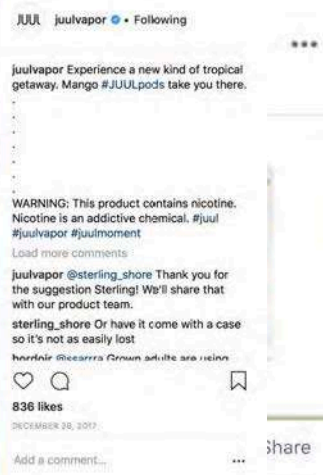 JUUL juulvapor • Following
juulvapor Experience a new kind of tropical
getaway. Mango #JUULpods take you there.
.
.
.
.
.
.
WARNING: This product contains nicotine.
Nicotine is an addictive chemical. #juul
#juulvapor #juulmoment
Load more comments
juulvapor @sterling_shore Thank you for
the suggestion Sterling! We'll share that
with our product team.
sterling_shore Or have it come with a case
so it's not as easily lost
Grown adults are using
836 likes
DECEMBER 28, 2017
Add a comment...
Share